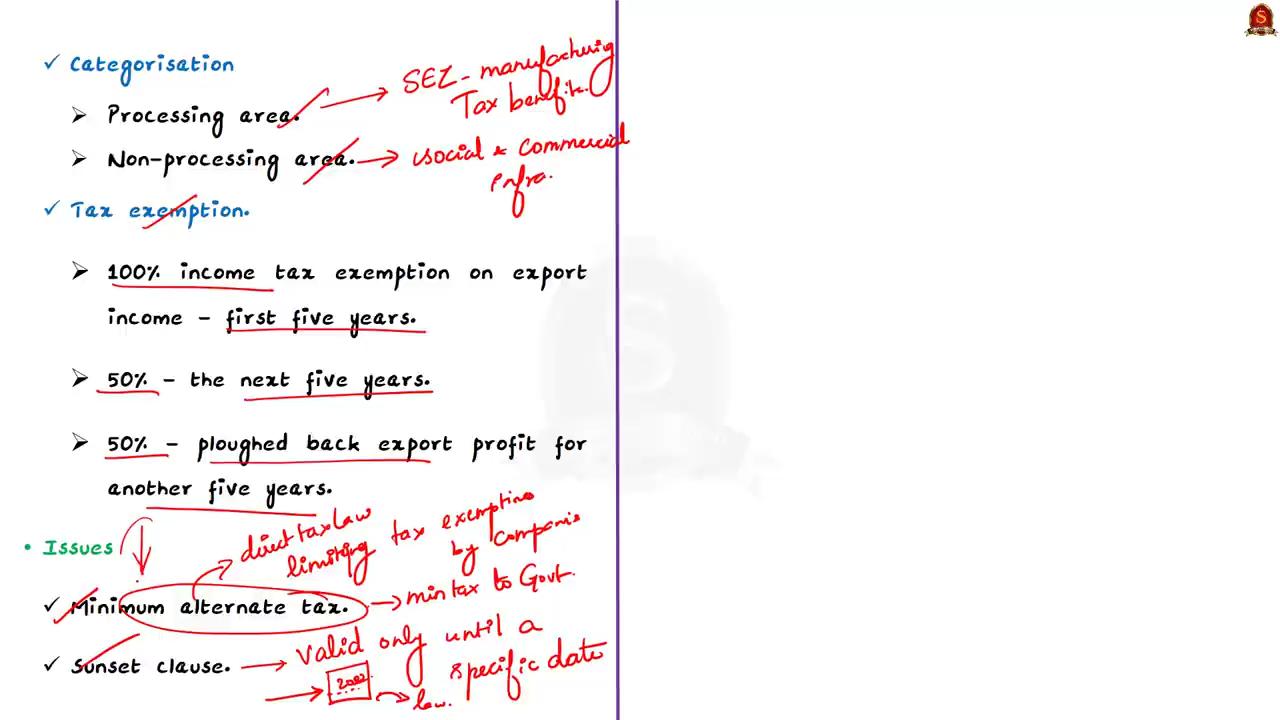 ✓ Categorisation
➤ Processing area. → SEZ - manufacturing
Tax benefit.
➤ Non-processing area. → social & commercial
infra.
✓ Tax exemption.
➤ 100% income tax exemption on export
income – first five years.
➤ 50% – the next five years.
➤ 50% – ploughed back export profit for
another five years.
• Issues
direct tax law
limiting tax exemptions
by companies
✓ Minimum alternate tax. → min tax to Govt.
✓ Sunset clause. → valid only until a
specific date
→ law.
S